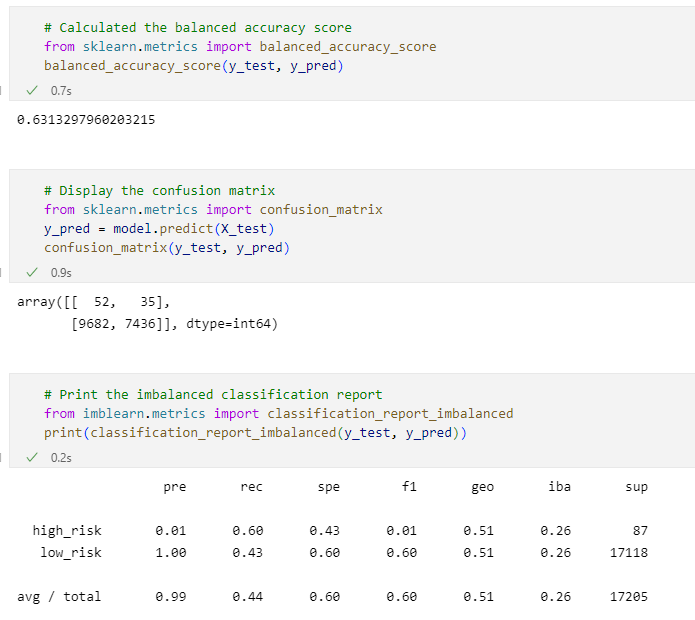 # Calculated the balanced accuracy score
from sklearn.metrics import balanced_accuracy_score
balanced_accuracy_score(y_test, y_pred)
✓ 0.7s
0.6313297960203215
# Display the confusion matrix
from sklearn.metrics import confusion_matrix
y_pred = model.predict(X_test)
confusion_matrix(y_test, y_pred)
✓ 0.9s
array([[  52,   35],
       [9682, 7436]], dtype=int64)
# Print the imbalanced classification report
from imblearn.metrics import classification_report_imbalanced
print(classification_report_imbalanced(y_test, y_pred))
✓ 0.2s
pre rec spe f1 geo iba sup
high_risk 0.01 0.60 0.43 0.01 0.51 0.26 87
low_risk 1.00 0.43 0.60 0.60 0.51 0.26 17118
avg / total 0.99 0.44 0.60 0.60 0.51 0.26 17205